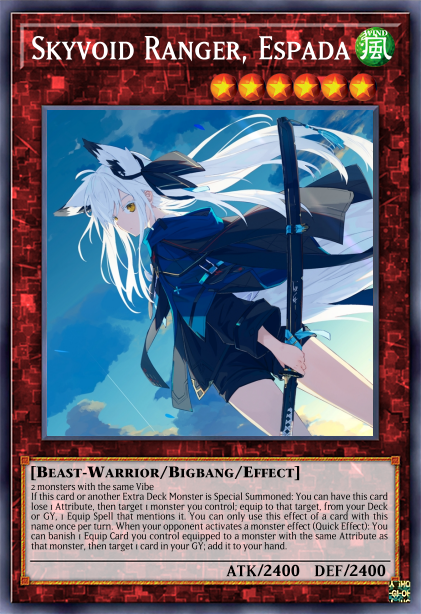 SKYVOID RANGER, ESPADA
WIND
風
[BEAST-WARRIOR/BIGBANG/EFFECT]
2 monsters with the same Vibe
If this card or another Extra Deck Monster is Special Summoned: You can have this card
lose 1 Attribute, then target 1 monster you control; equip to that target, from your Deck
or GY, 1 Equip Spell that mentions it. You can only use this effect of a card with this
name once per turn. When your opponent activates a monster effect (Quick Effect): You
can banish 1 Equip Card you control equipped to a monster with the same Attribute as
that monster, then target 1 card in your GY; add it to your hand.
ATK/2400 DEF/2400